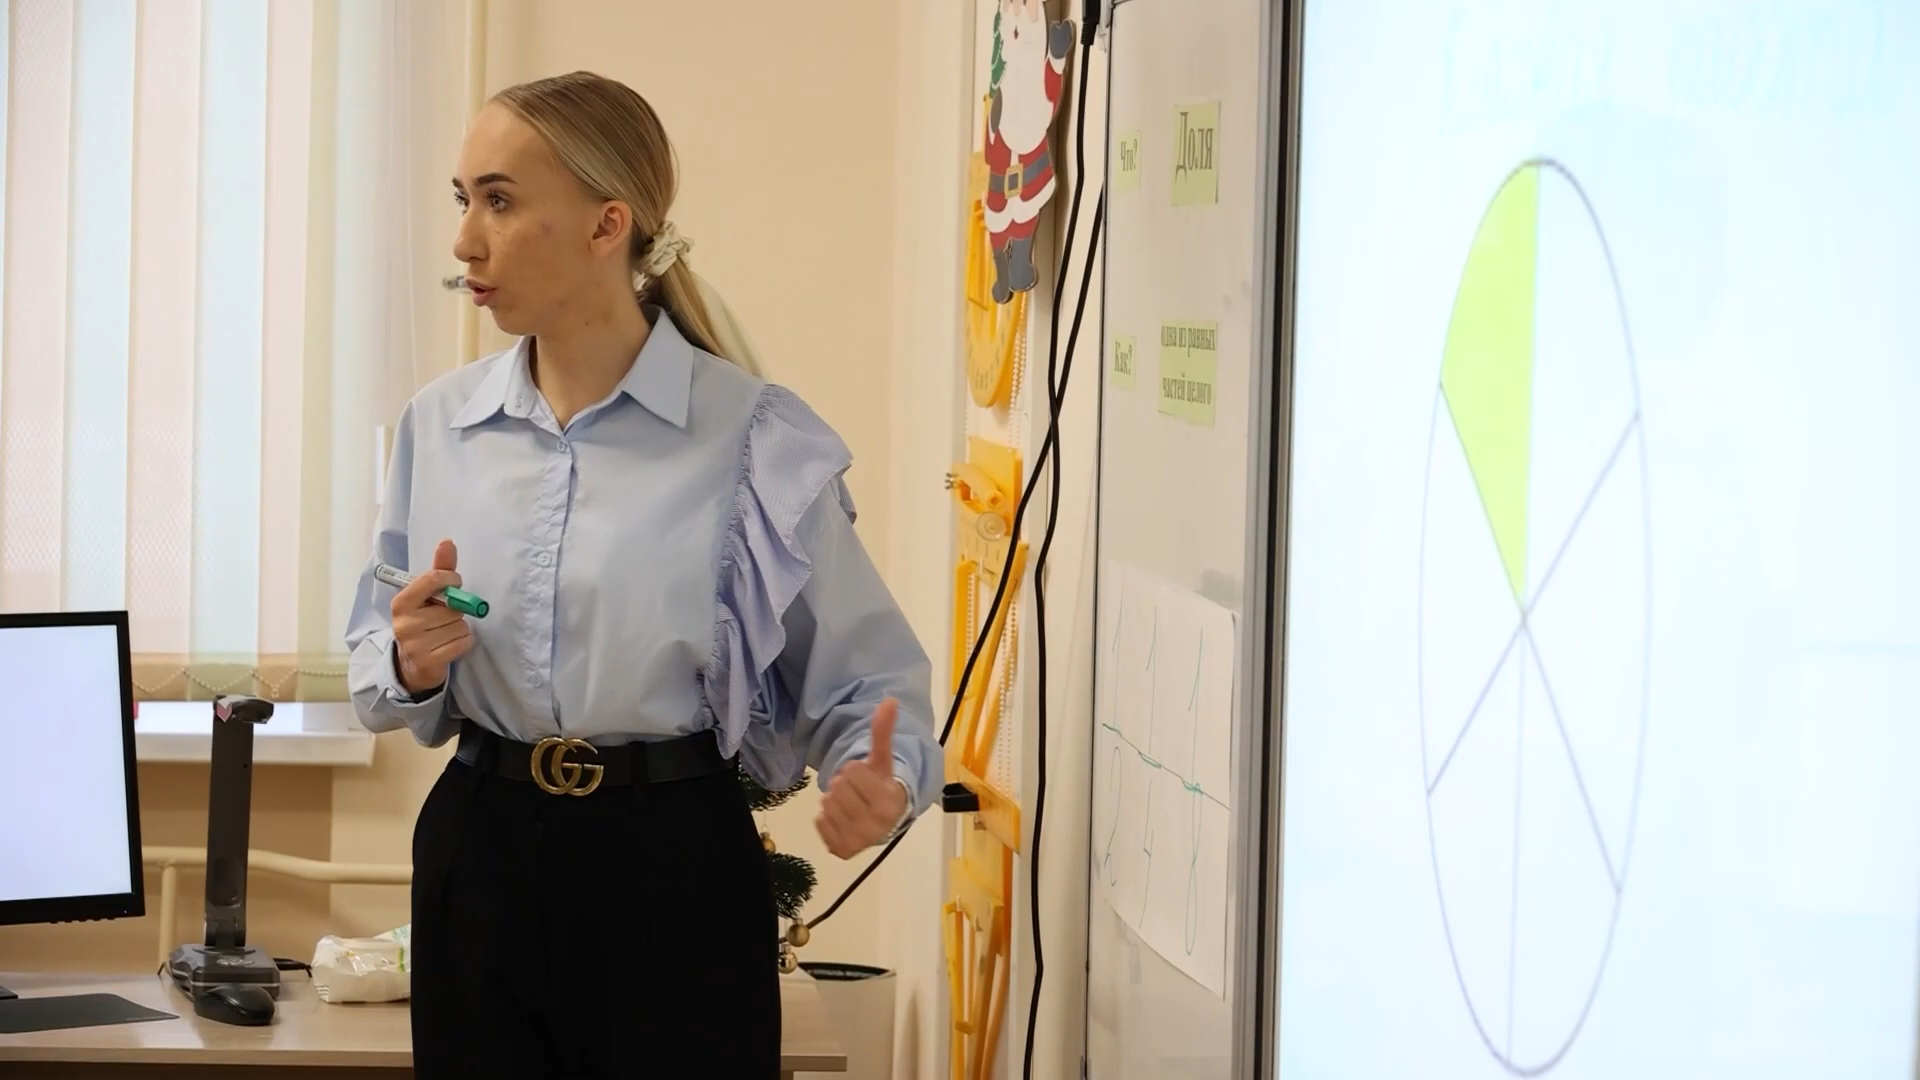 Что?
Доля
Как?
одна из равных
частей целого
1 1 1
2 4 8